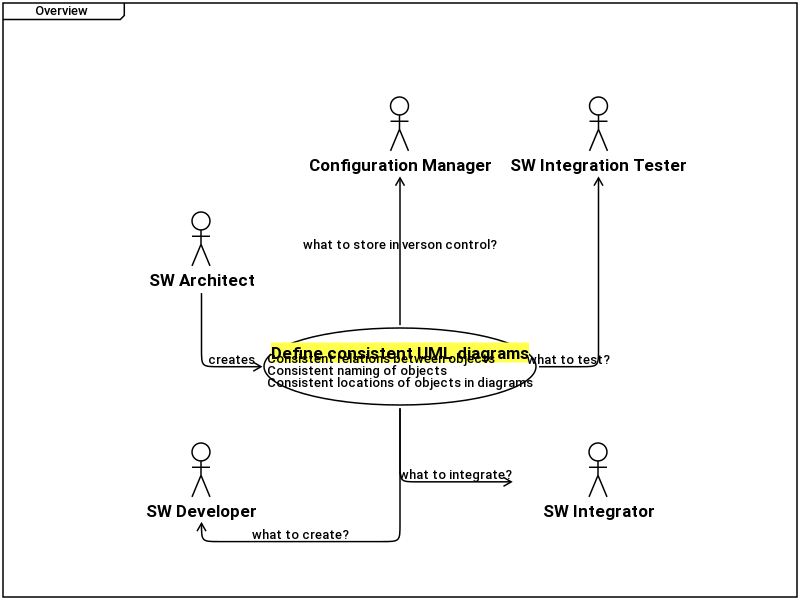 Overview
Configuration Manager
SW Integration Tester
what to store in verson control?
SW Architect
creates
Define consistent UML diagrams
Consistent relations between objects
Consistent naming of objects
Consistent locations of objects in diagrams
what to test?
what to integrate?
SW Developer
SW Integrator
what to create?